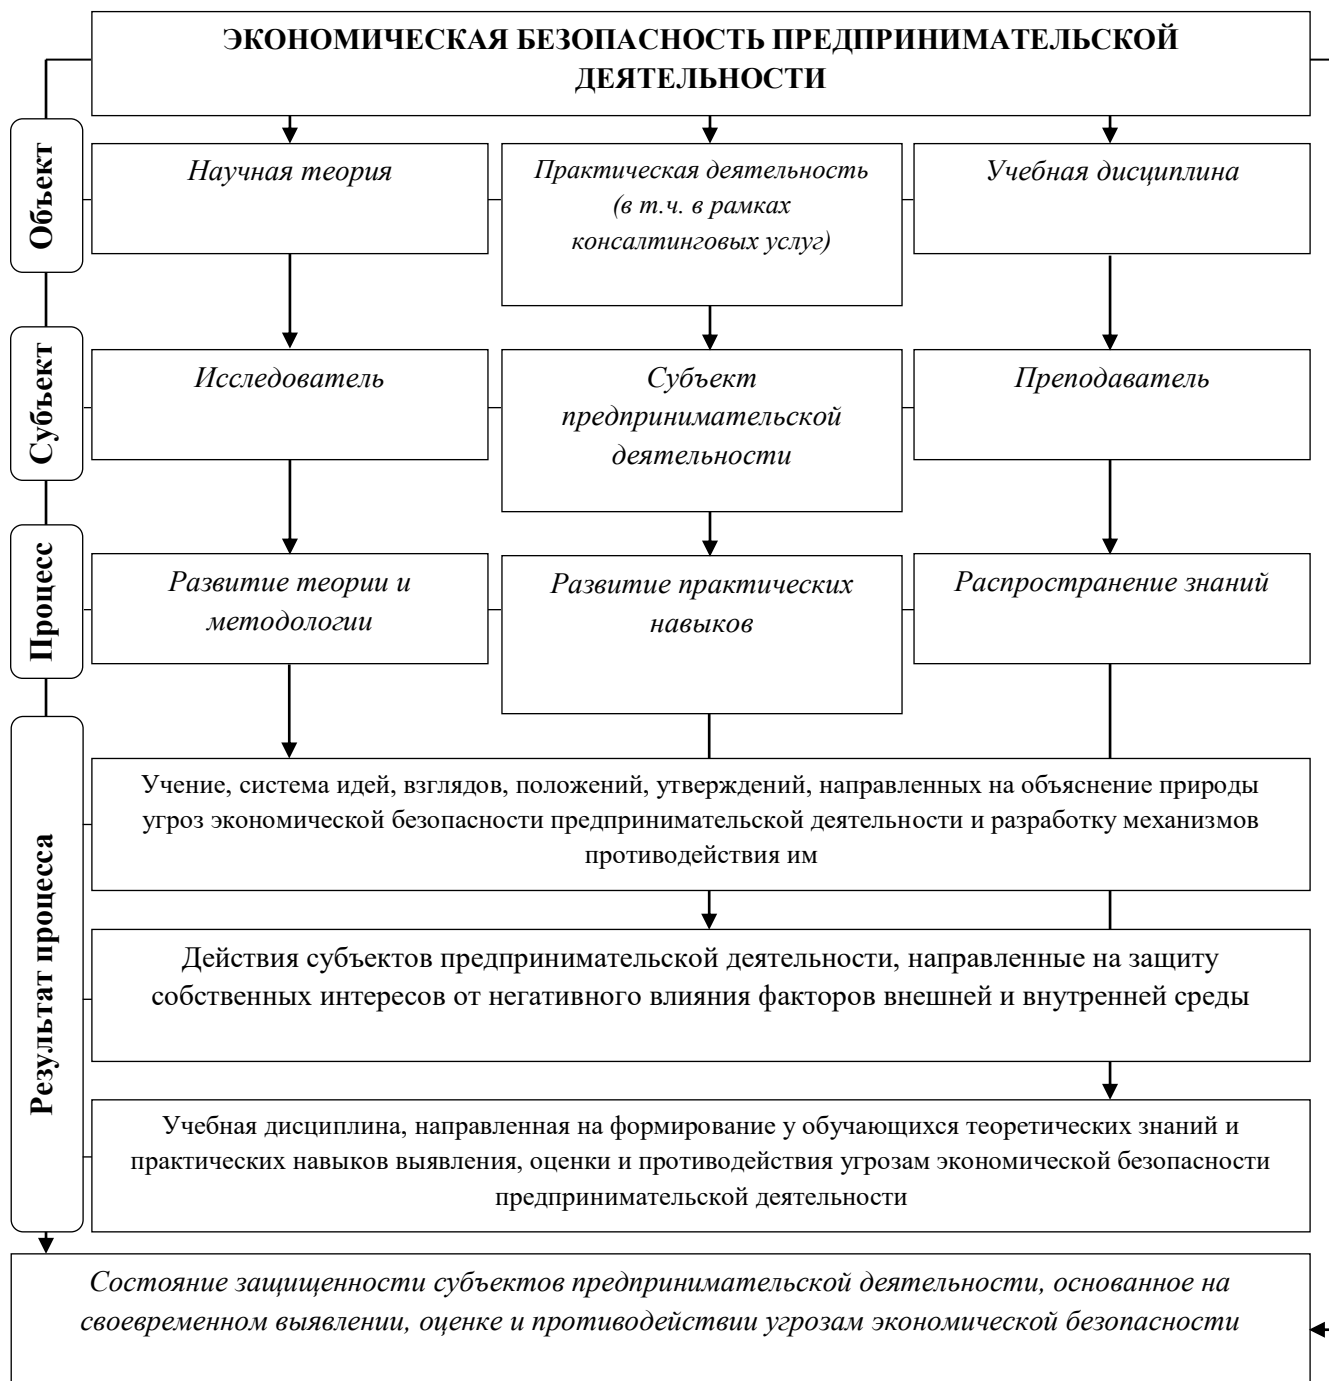 ЭКОНОМИЧЕСКАЯ БЕЗОПАСНОСТЬ ПРЕДПРИНИМАТЕЛЬСКОЙ
ДЕЯТЕЛЬНОСТИ
Объект
Научная теория
Практическая деятельность
(в т.ч. в рамках
консалтинговых услуг)
Учебная дисциплина
Субъект
Исследователь
Субъект
предпринимательской
деятельности
Преподаватель
Процесс
Развитие теории и
методологии
Развитие практических
навыков
Распространение знаний
Результат процесса
Учение, система идей, взглядов, положений, утверждений, направленных на объяснение природы
угроз экономической безопасности предпринимательской деятельности и разработку механизмов
противодействия им
Действия субъектов предпринимательской деятельности, направленные на защиту
собственных интересов от негативного влияния факторов внешней и внутренней среды
Учебная дисциплина, направленная на формирование у обучающихся теоретических знаний и
практических навыков выявления, оценки и противодействия угрозам экономической безопасности
предпринимательской деятельности
Состояние защищенности субъектов предпринимательской деятельности, основанное на
своевременном выявлении, оценке и противодействии угрозам экономической безопасности